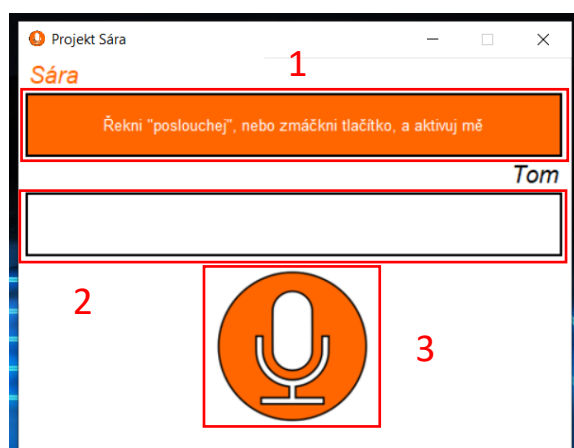 Projekt Sára
1
Sára
Řekni "poslouchej", nebo zmáčkni tlačítko, a aktivuj mě
Tom
2
3